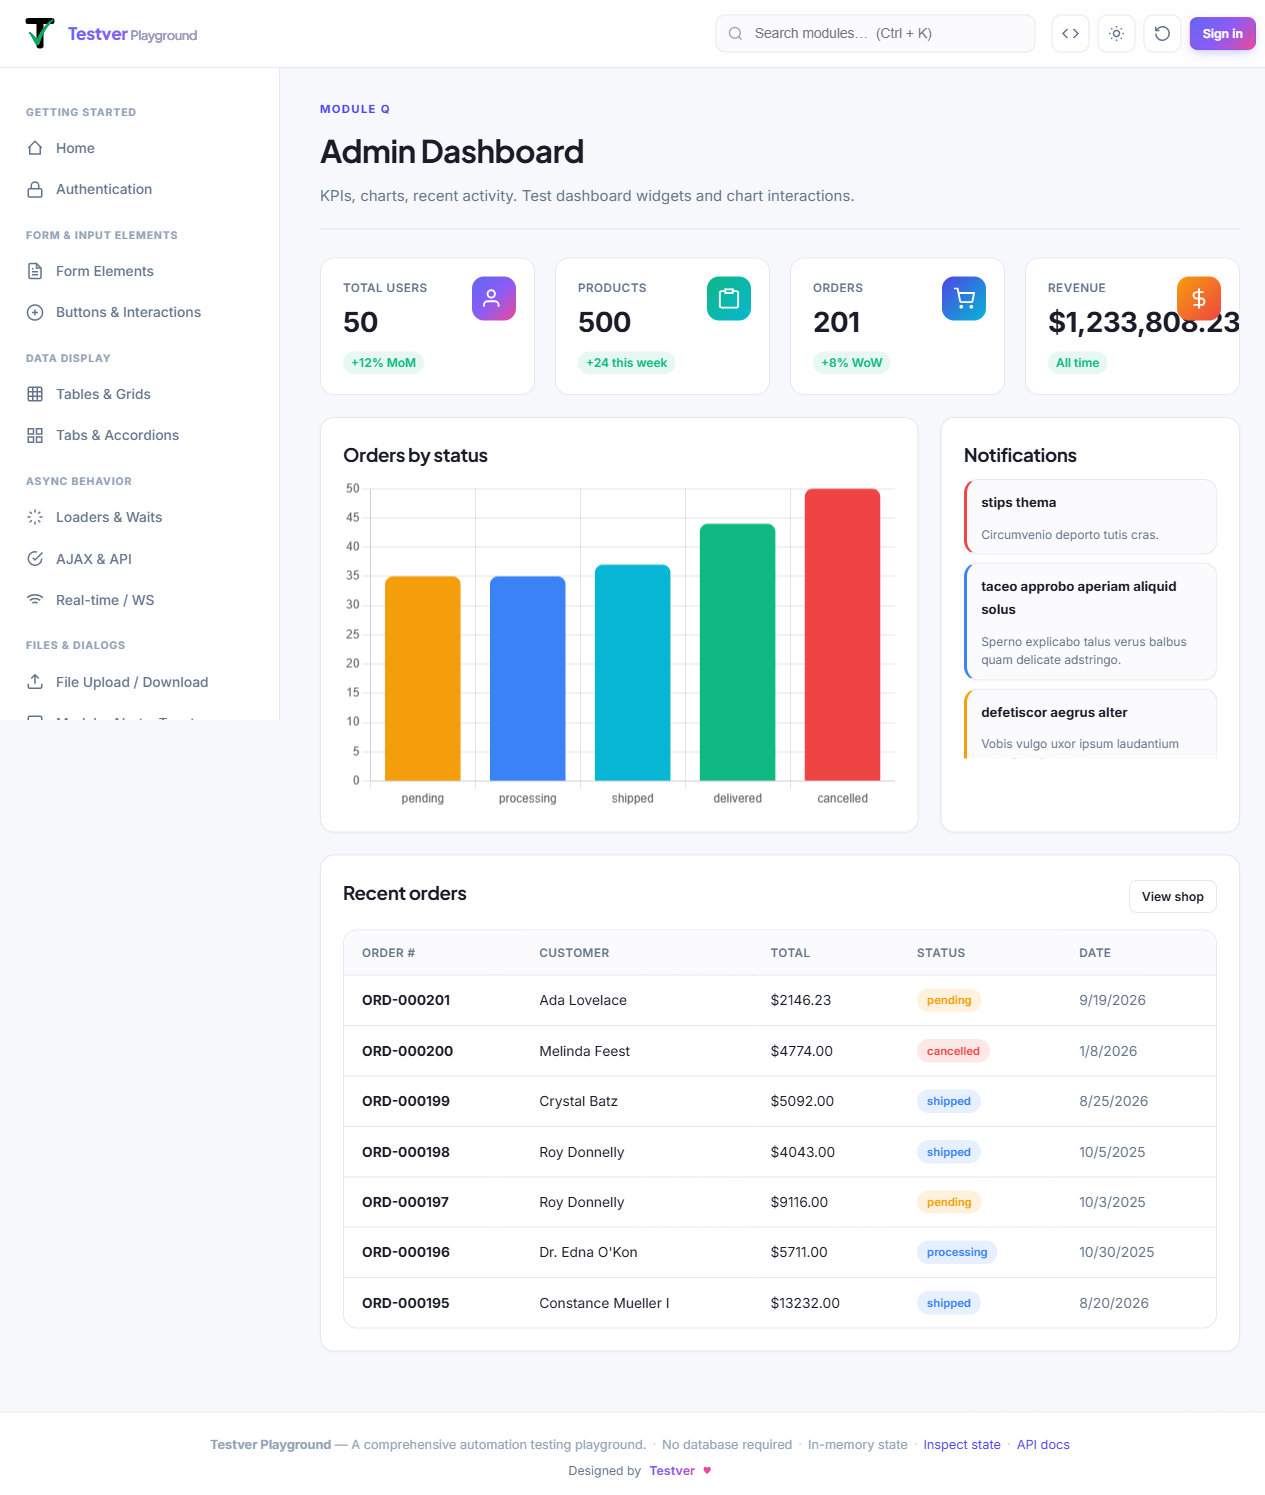 Testver Playground
Search modules... (Ctrl + K)
Sign in
GETTING STARTED
Home
Authentication
FORM & INPUT ELEMENTS
Form Elements
Buttons & Interactions
DATA DISPLAY
Tables & Grids
Tabs & Accordions
ASYNC BEHAVIOR
Loaders & Waits
AJAX & API
Real-time / WS
FILES & DIALOGS
File Upload / Download
MODULE Q
Admin Dashboard
KPIs, charts, recent activity. Test dashboard widgets and chart interactions.
TOTAL USERS
50
+12% MoM
PRODUCTS
500
+24 this week
ORDERS
201
+8% WoW
REVENUE
$1,233,808.23
All time
Orders by status
50
45
40
35
30
25
20
15
10
5
0
pending processing shipped delivered cancelled
Notifications
stips thema
Circumvenio deporto tutis cras.
taceo approbo aperiam aliquid
solus
Sperno explicabo talus verus balbus
quam delicate adstringo.
defetiscor aegrus alter
Vobis vulgo uxor ipsum laudantium
Recent orders
View shop
ORDER # CUSTOMER TOTAL STATUS DATE
ORD-000201 Ada Lovelace $2146.23 pending 9/19/2026
ORD-000200 Melinda Feest $4774.00 cancelled 1/8/2026
ORD-000199 Crystal Batz $5092.00 shipped 8/25/2026
ORD-000198 Roy Donnelly $4043.00 shipped 10/5/2025
ORD-000197 Roy Donnelly $9116.00 pending 10/3/2025
ORD-000196 Dr. Edna O'Kon $5711.00 processing 10/30/2025
ORD-000195 Constance Mueller I $13232.00 shipped 8/20/2026
Testver Playground — A comprehensive automation testing playground. · No database required · In-memory state · Inspect state · API docs
Designed by Testver ♥